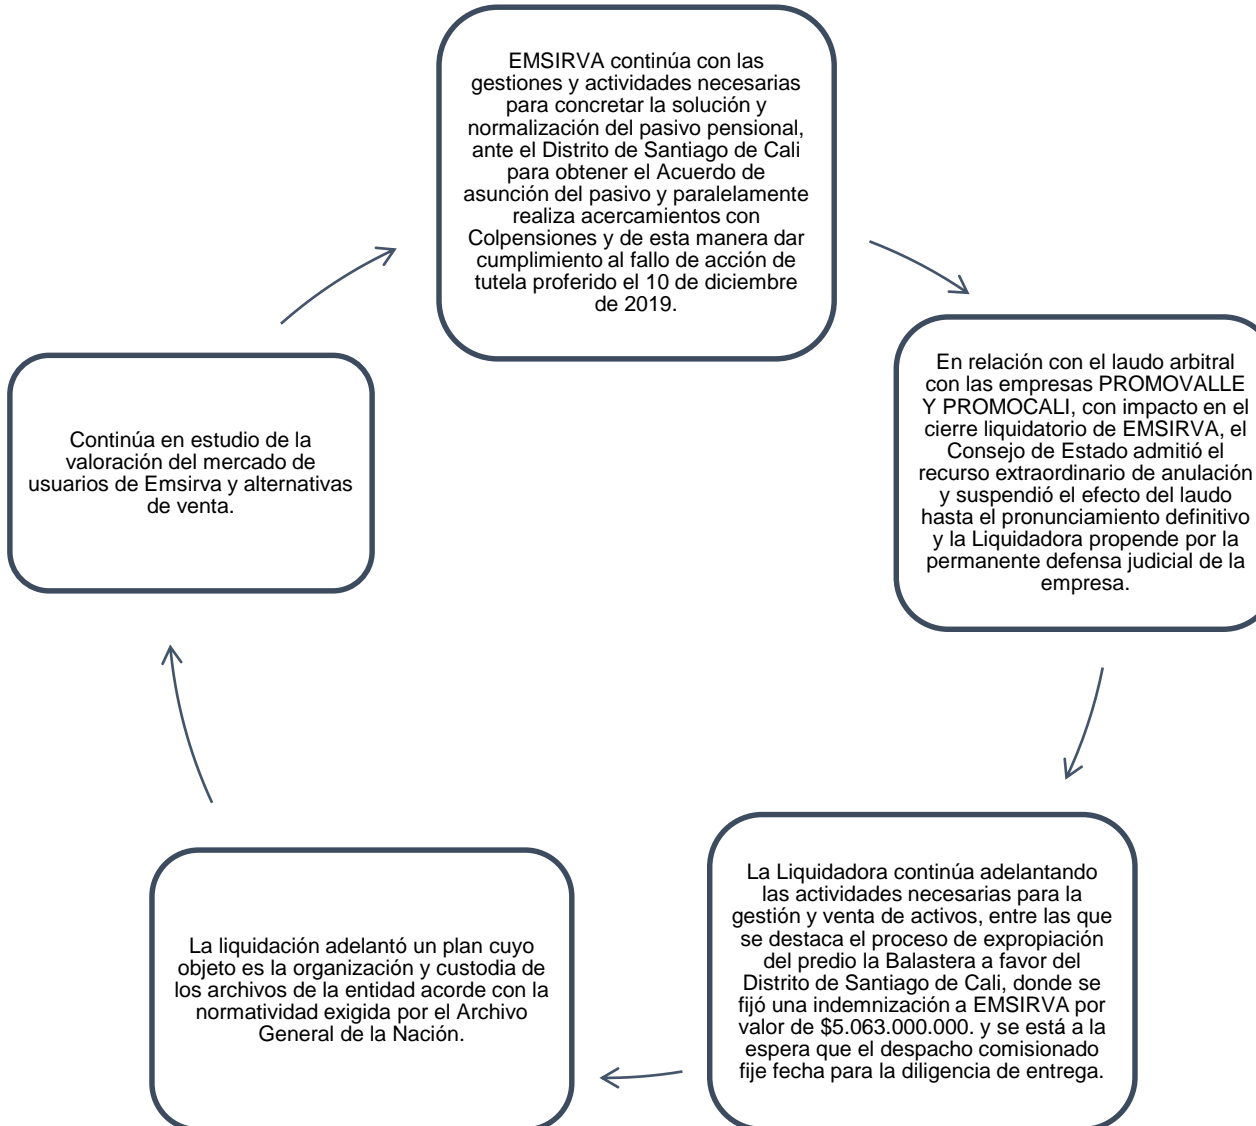 EMSIRVA continúa con las
gestiones y actividades necesarias
para concretar la solución y
normalización del pasivo pensional,
ante el Distrito de Santiago de Cali
para obtener el Acuerdo de
asunción del pasivo y paralelamente
realiza acercamientos con
Colpensiones y de esta manera dar
cumplimiento al fallo de acción de
tutela proferido el 10 de diciembre
de 2019.
En relación con el laudo arbitral
con las empresas PROMOVALLE
Y PROMOCALI, con impacto en el
cierre liquidatorio de EMSIRVA, el
Consejo de Estado admitió el
recurso extraordinario de anulación
y suspendió el efecto del laudo
hasta el pronunciamiento definitivo
y la Liquidadora propende por la
permanente defensa judicial de la
empresa.
La Liquidadora continúa adelantando
las actividades necesarias para la
gestión y venta de activos, entre las que
se destaca el proceso de expropiación
del predio la Balastera a favor del
Distrito de Santiago de Cali, donde se
fijó una indemnización a EMSIRVA por
valor de $5.063.000.000. y se está a la
espera que el despacho comisionado
fije fecha para la diligencia de entrega.
La liquidación adelantó un plan cuyo
objeto es la organización y custodia de
los archivos de la entidad acorde con la
normatividad exigida por el Archivo
General de la Nación.
Continúa en estudio de la
valoración del mercado de
usuarios de Emsirva y alternativas
de venta.